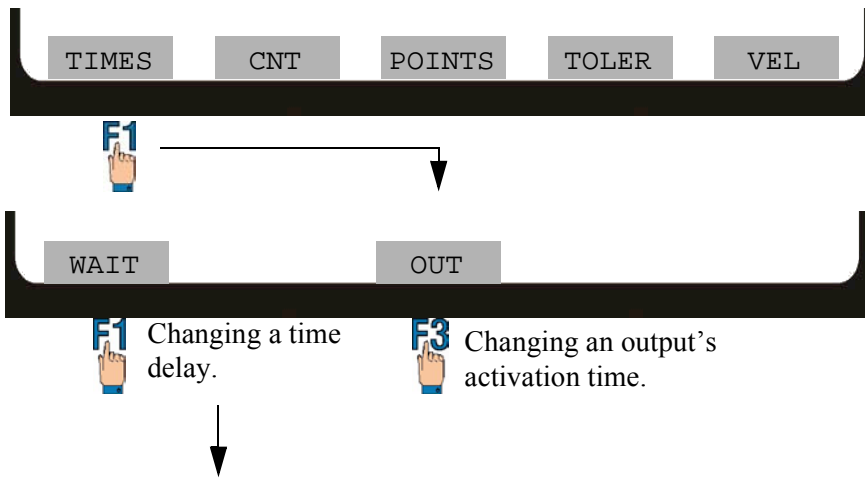 TIMES CNT POINTS TOLER VEL
F1
WAIT OUT
F1 Changing a time delay.
F3 Changing an output’s activation time.